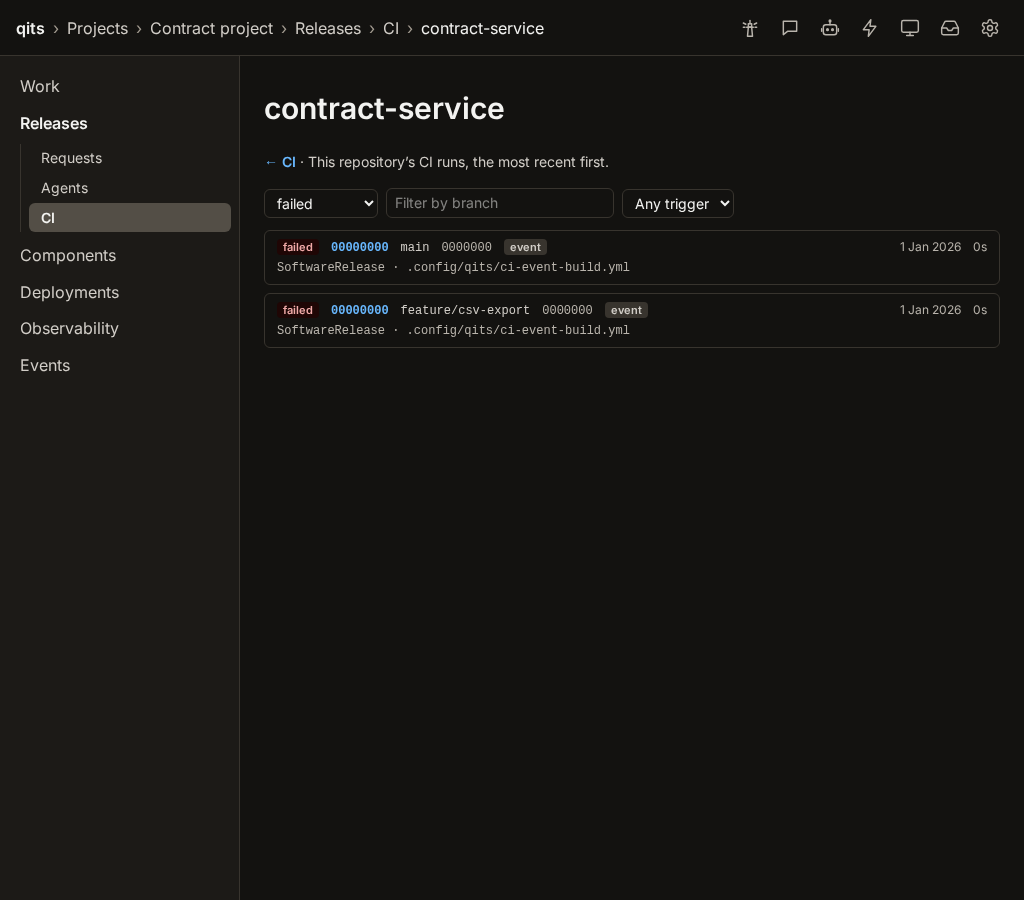 qits › Projects › Contract project › Releases › CI › contract-service
Work
Releases
Requests
Agents
CI
Components
Deployments
Observability
Events
contract-service
← CI · This repository’s CI runs, the most recent first.
failed Filter by branch Any trigger
failed 00000000 main 0000000 event 1 Jan 2026 0s
SoftwareRelease · .config/qits/ci-event-build.yml
failed 00000000 feature/csv-export 0000000 event 1 Jan 2026 0s
SoftwareRelease · .config/qits/ci-event-build.yml